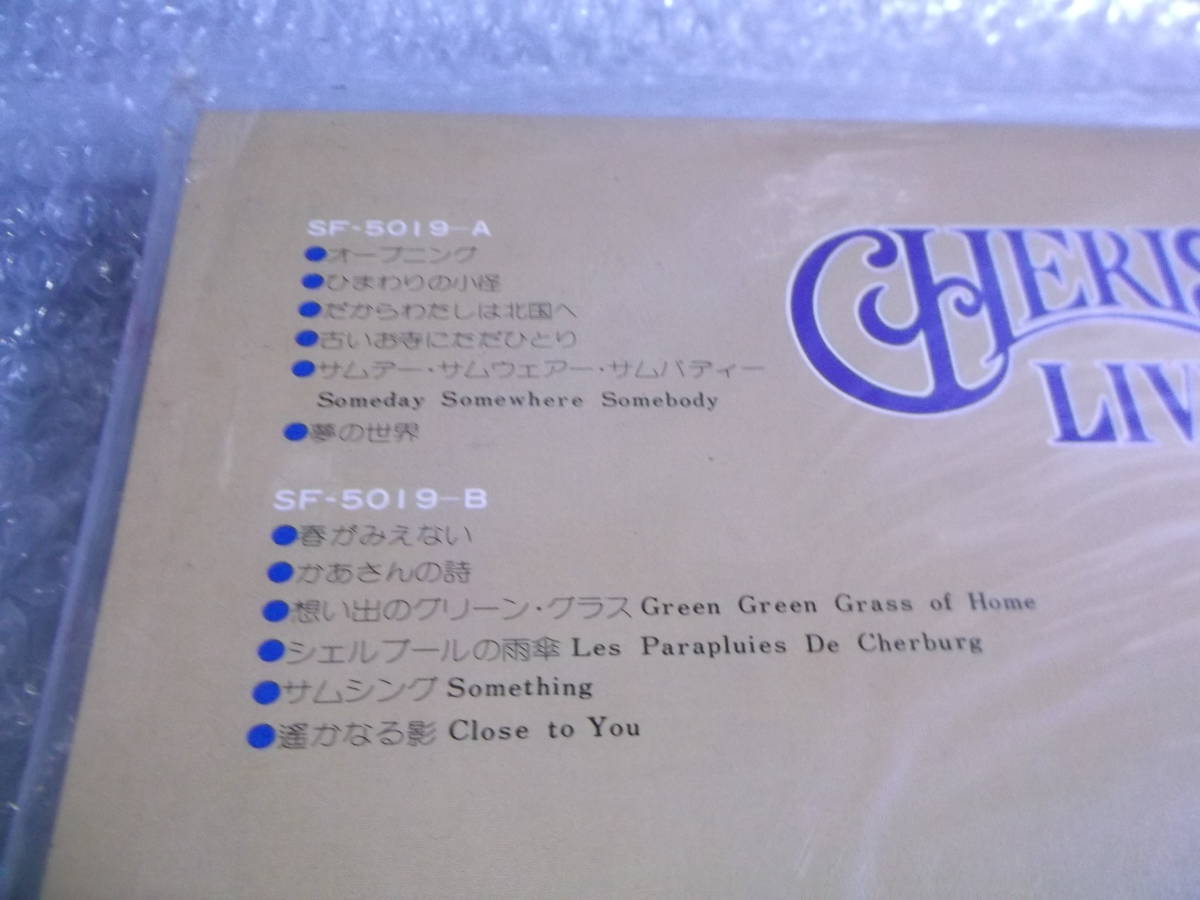 SF-5019-A
●オープニング
●ひまわりの小径
●だからわたしは北国へ
●古いお寺にただひとり
●サムデー・サムウェアー・サムバディー
Someday Somewhere Somebody
●夢の世界
SF-5019-B
●春がみえない
●かあさんの詩
●想い出のグリーン・グラス Green Green Grass of Home
●シェルブールの雨傘 Les Parapluies De Cherburg
●サムシング Something
●遥かなる影 Close to You
CHERIS
LIV